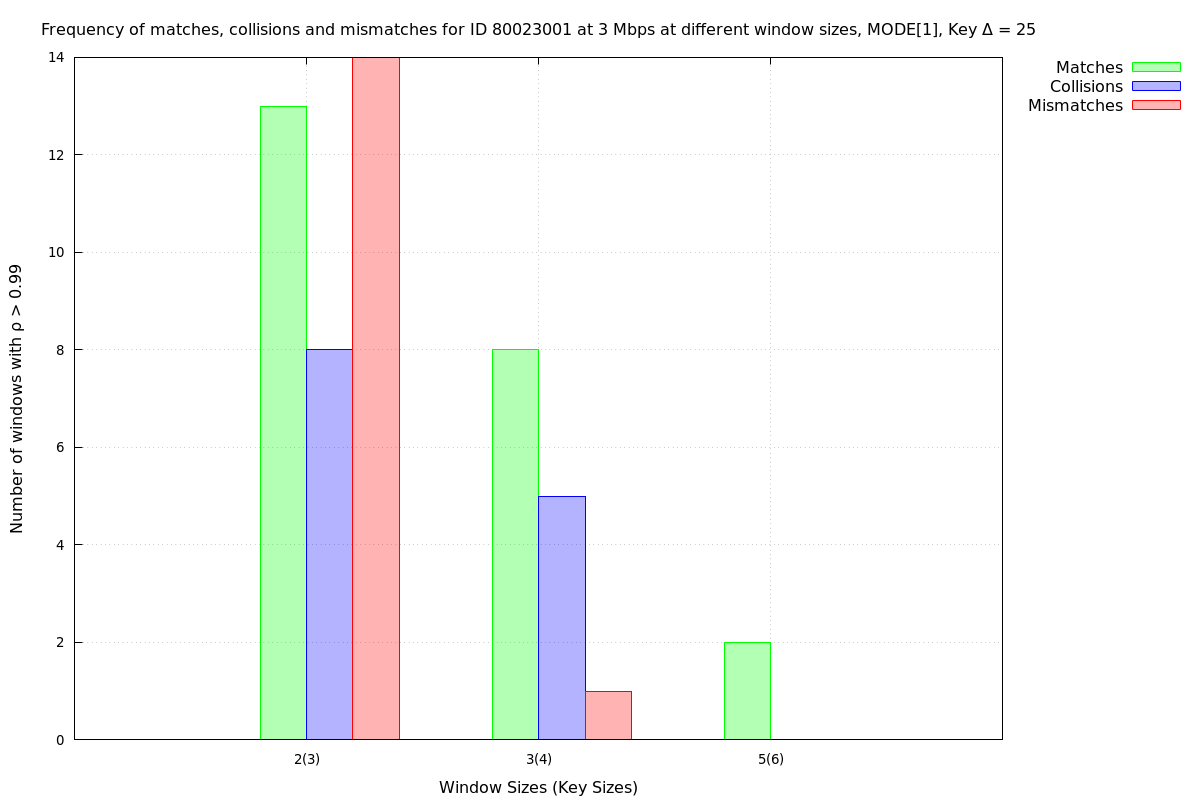 Frequency of matches, collisions and mismatches for ID 80023001 at 3 Mbps at different window sizes, MODE[1], Key Δ = 25
Matches
Collisions
Mismatches
Number of windows with ρ > 0.99
14
12
10
8
6
4
2
0
2(3) 3(4) 5(6)
Window Sizes (Key Sizes)